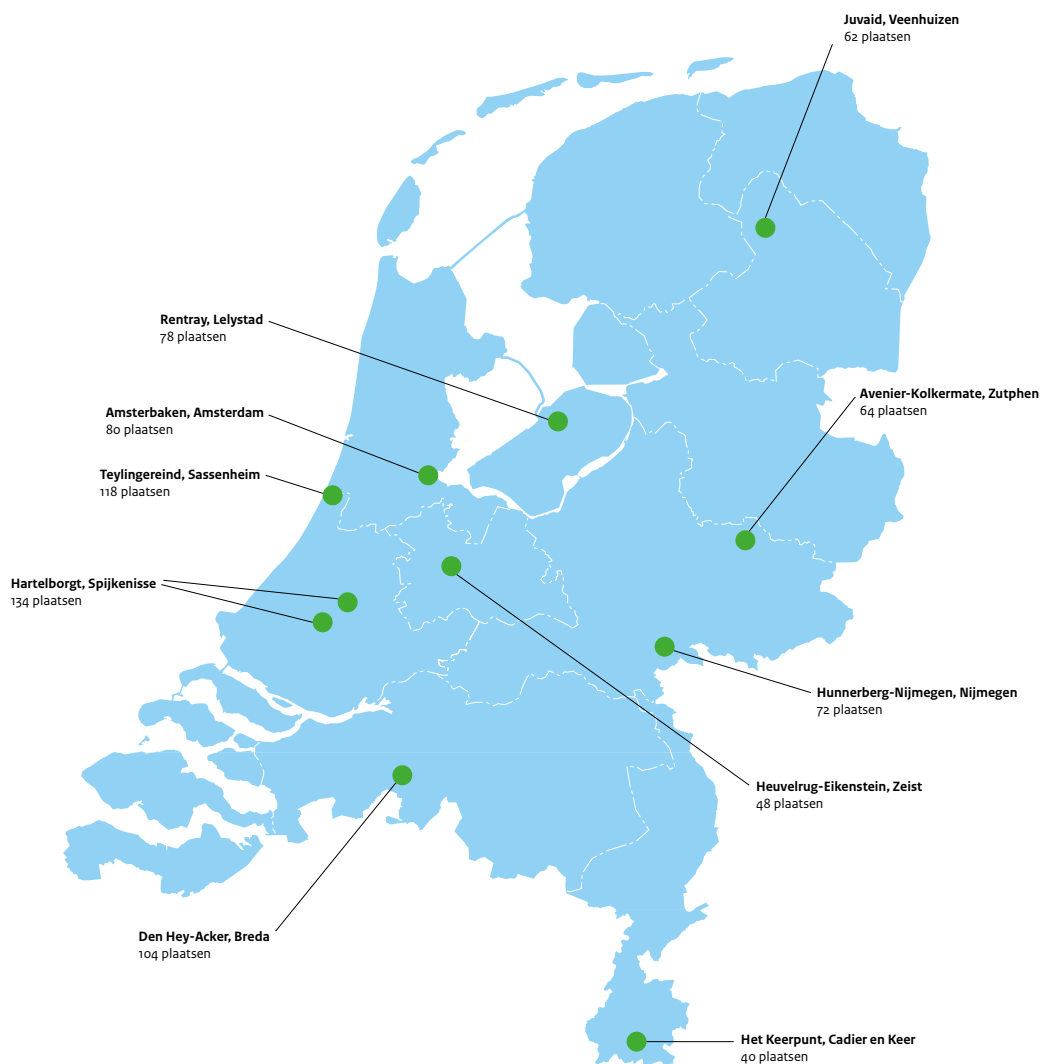 Juvaid, Veenhuizen
62 plaatsen
Rentray, Lelystad
78 plaatsen
Avenier-Kolkermate, Zutphen
64 plaatsen
Amsterbaken, Amsterdam
80 plaatsen
Teylingereind, Sassenheim
118 plaatsen
Hartelborgt, Spijkenisse
134 plaatsen
Hunnerberg-Nijmegen, Nijmegen
72 plaatsen
Heuvelrug-Eikenstein, Zeist
48 plaatsen
Den Hey-Acker, Breda
104 plaatsen
Het Keerpunt, Cadier en Keer
40 plaatsen